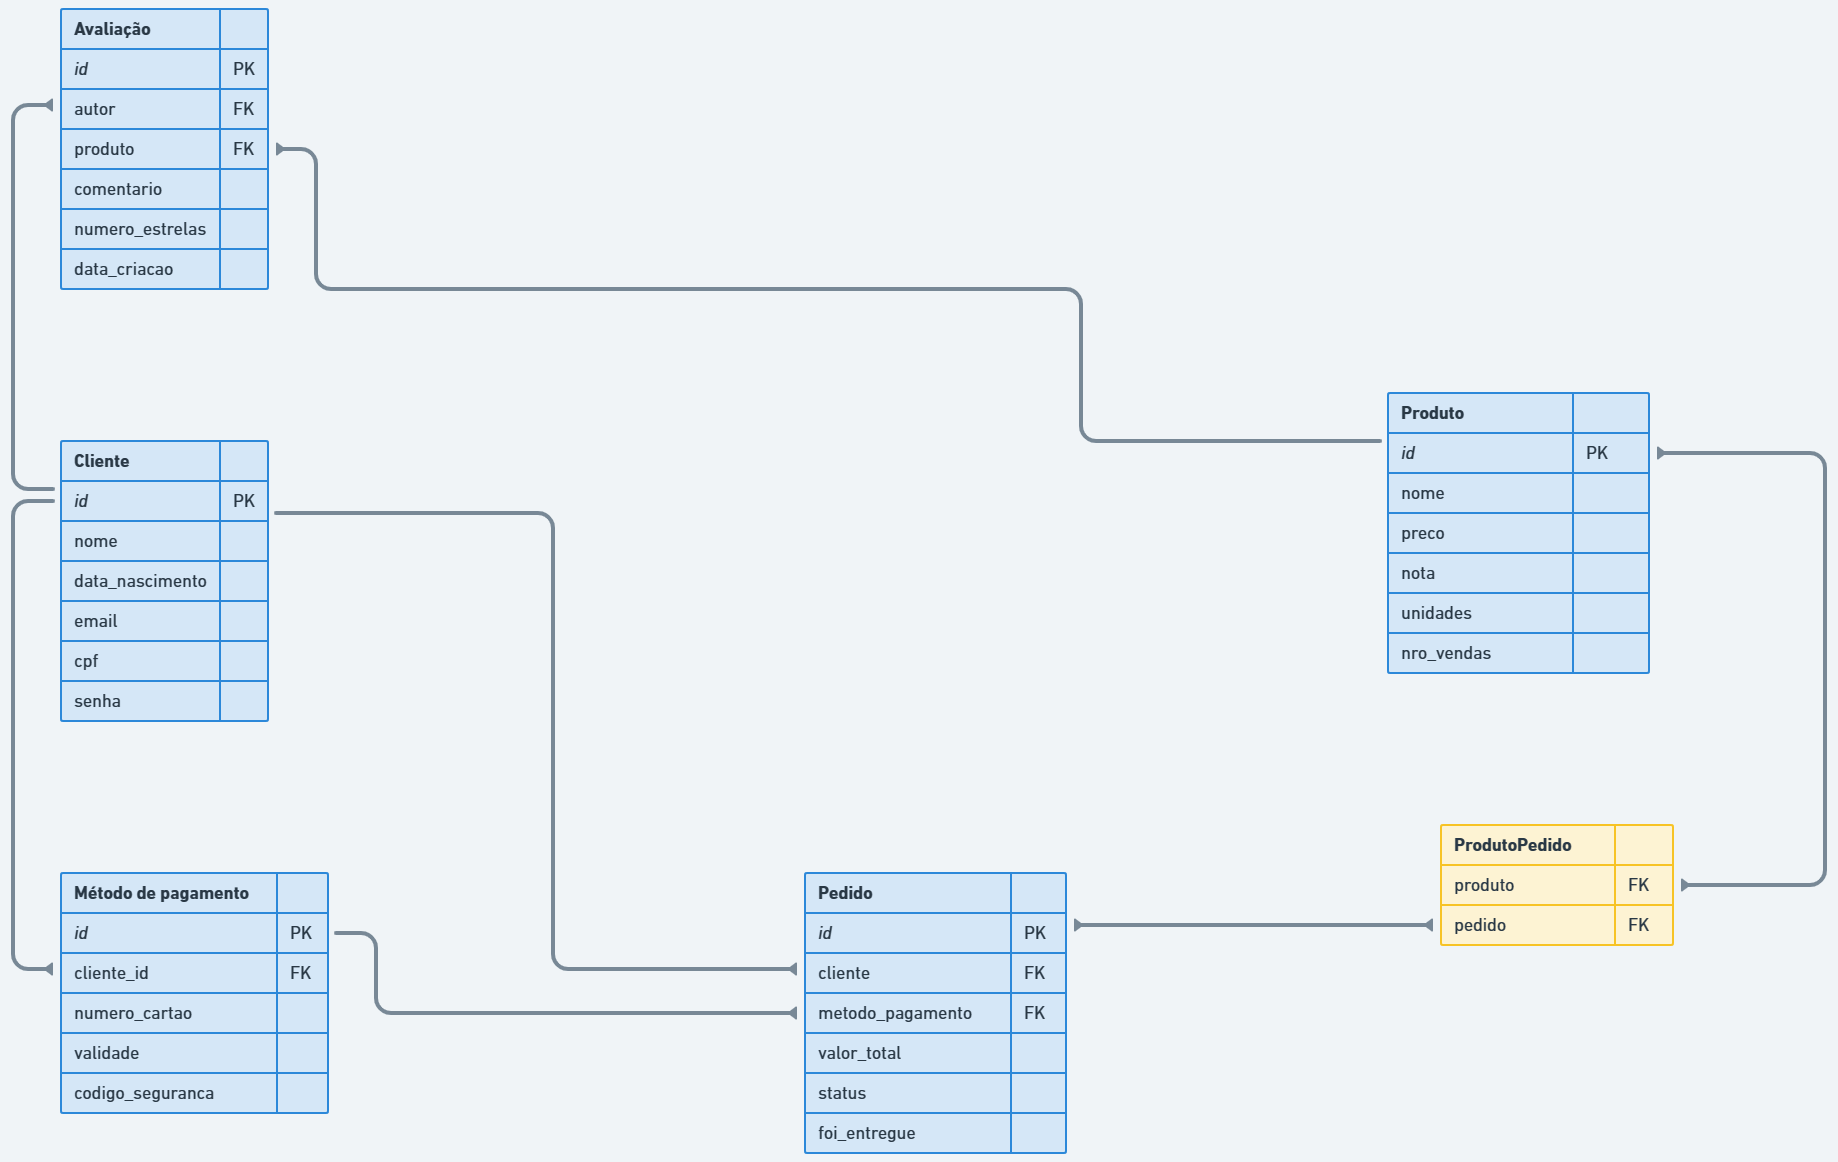 Avaliação
id PK
autor FK
produto FK
comentario
numero_estrelas
data_criacao
Cliente
id PK
nome
data_nascimento
email
cpf
senha
Método de pagamento
id PK
cliente_id FK
numero_cartao
validade
codigo_seguranca
Pedido
id PK
cliente FK
metodo_pagamento FK
valor_total
status
foi_entregue
Produto
id PK
nome
preco
nota
unidades
nro_vendas
ProdutoPedido
produto FK
pedido FK